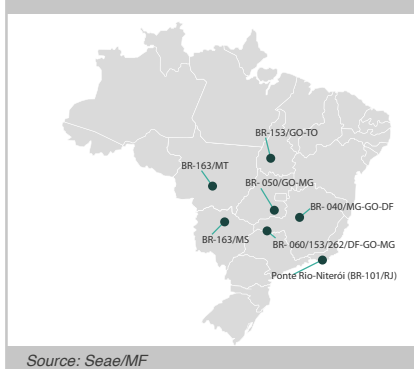 BR-153/GO-TO
BR-163/MT
BR- 050/GO-MG
BR- 040/MG-GO-DF
BR-163/MS
BR- 060/153/262/DF-GO-MG
Ponte Rio-Niterói (BR-101/RJ)
Source: Seae/MF